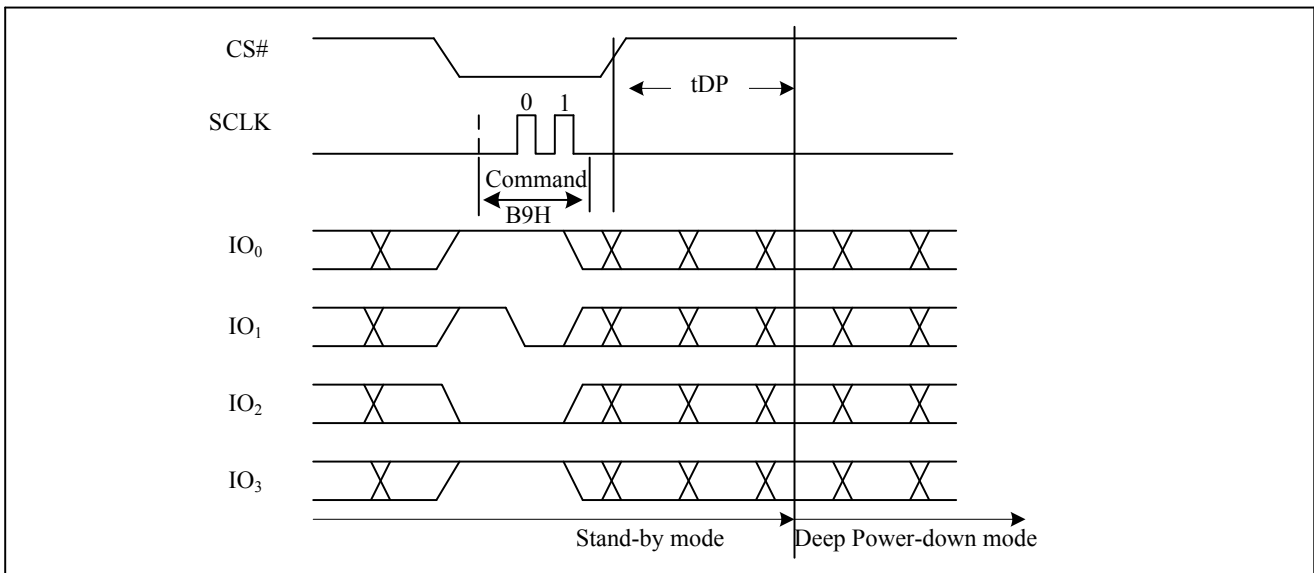 CS#
tDP
0 1
SCLK
Command
B9H
IO₀
IO₁
IO₂
IO₃
Stand-by mode
Deep Power-down mode